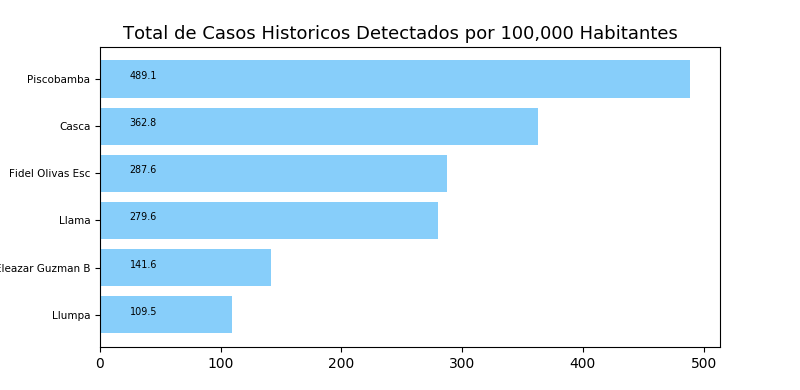 Total de Casos Historicos Detectados por 100,000 Habitantes
Piscobamba 489.1
Casca 362.8
Fidel Olivas Esc 287.6
Llama 279.6
Eleazar Guzman B 141.6
Llumpa 109.5
0 100 200 300 400 500